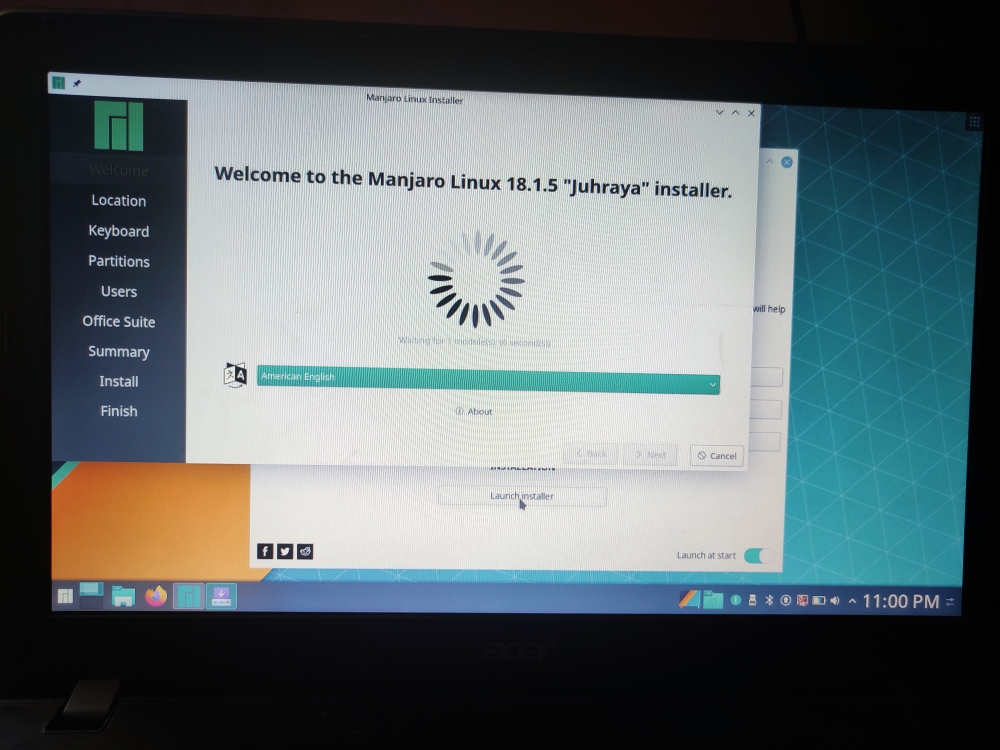 Manjaro Linux Installer
Welcome
Location
Keyboard
Partitions
Users
Office Suite
Summary
Install
Finish
Welcome to the Manjaro Linux 18.1.5 "Juhraya" installer.
Waiting for 1 module(s). (6 second(s))
American English
About
Back
Next
Cancel
will help
INSTALLATION
Launch installer
Launch at start
11:00 PM
acer